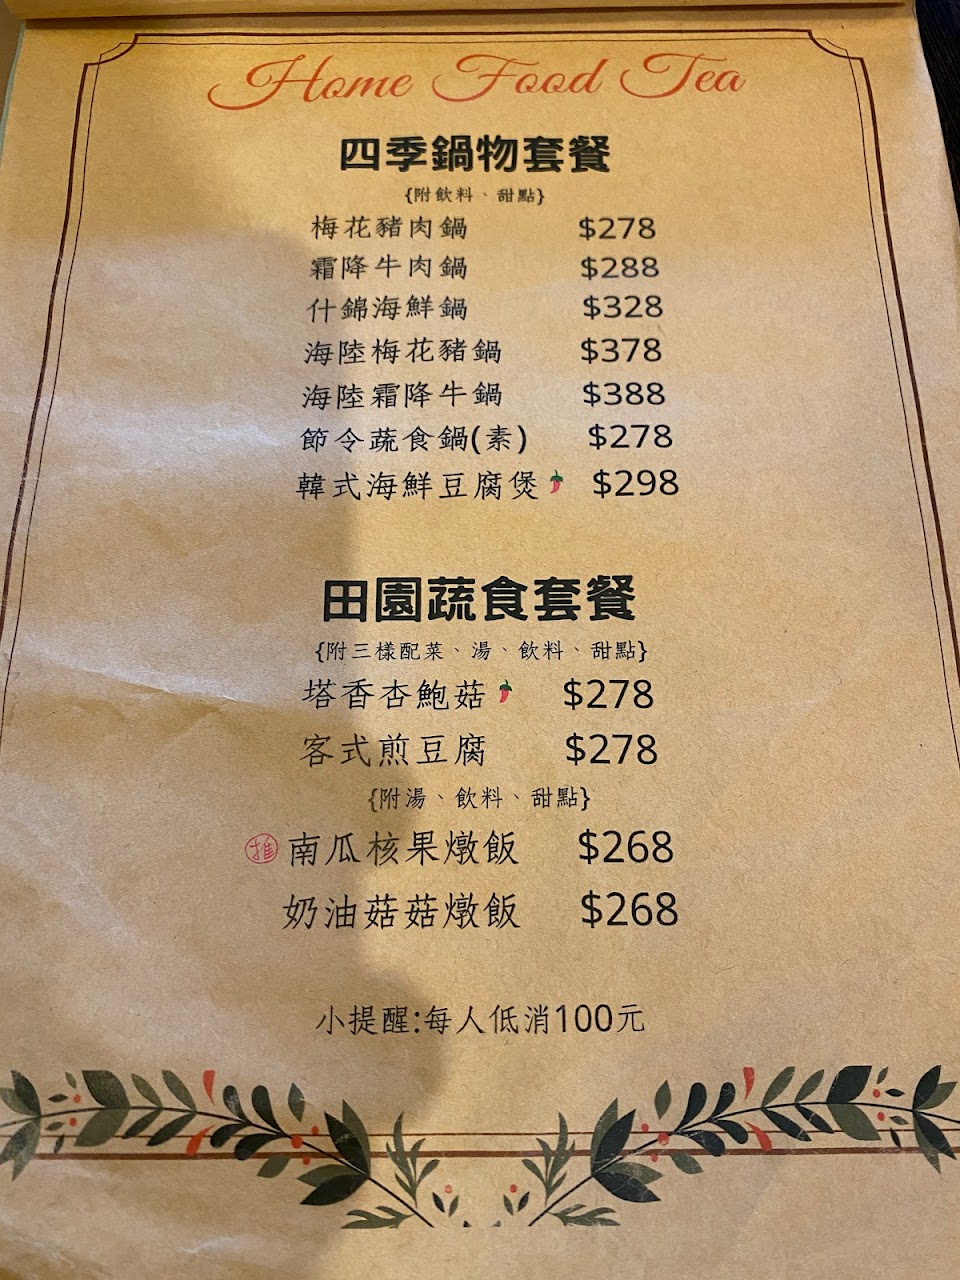 Home Food Tea
四季鍋物套餐
{附飲料、甜點}
梅花豬肉鍋 $278
霜降牛肉鍋 $288
什錦海鮮鍋 $328
海陸梅花豬鍋 $378
海陸霜降牛鍋 $388
節令蔬食鍋(素) $278
韓式海鮮豆腐煲 $298
田園蔬食套餐
{附三樣配菜、湯、飲料、甜點}
塔香杏鮑菇 $278
客式煎豆腐 $278
{附湯、飲料、甜點}
推 南瓜核果燉飯 $268
奶油菇菇燉飯 $268
小提醒:每人低消100元